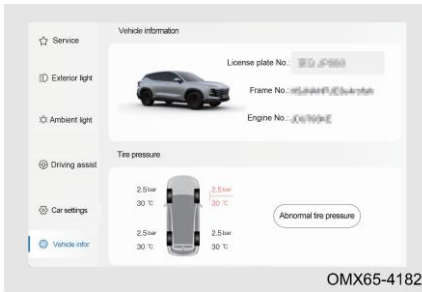 Service
Exterior light
Ambient light
Driving assist
Car settings
Vehicle infor
Vehicle information
License plate No.:
Frame No.:
Engine No.:
Tire pressure
2.5bar
30 ℃
2.5bar
30 ℃
2.5bar
30 ℃
2.5bar
30 ℃
Abnormal tire pressure
OMX65-4182